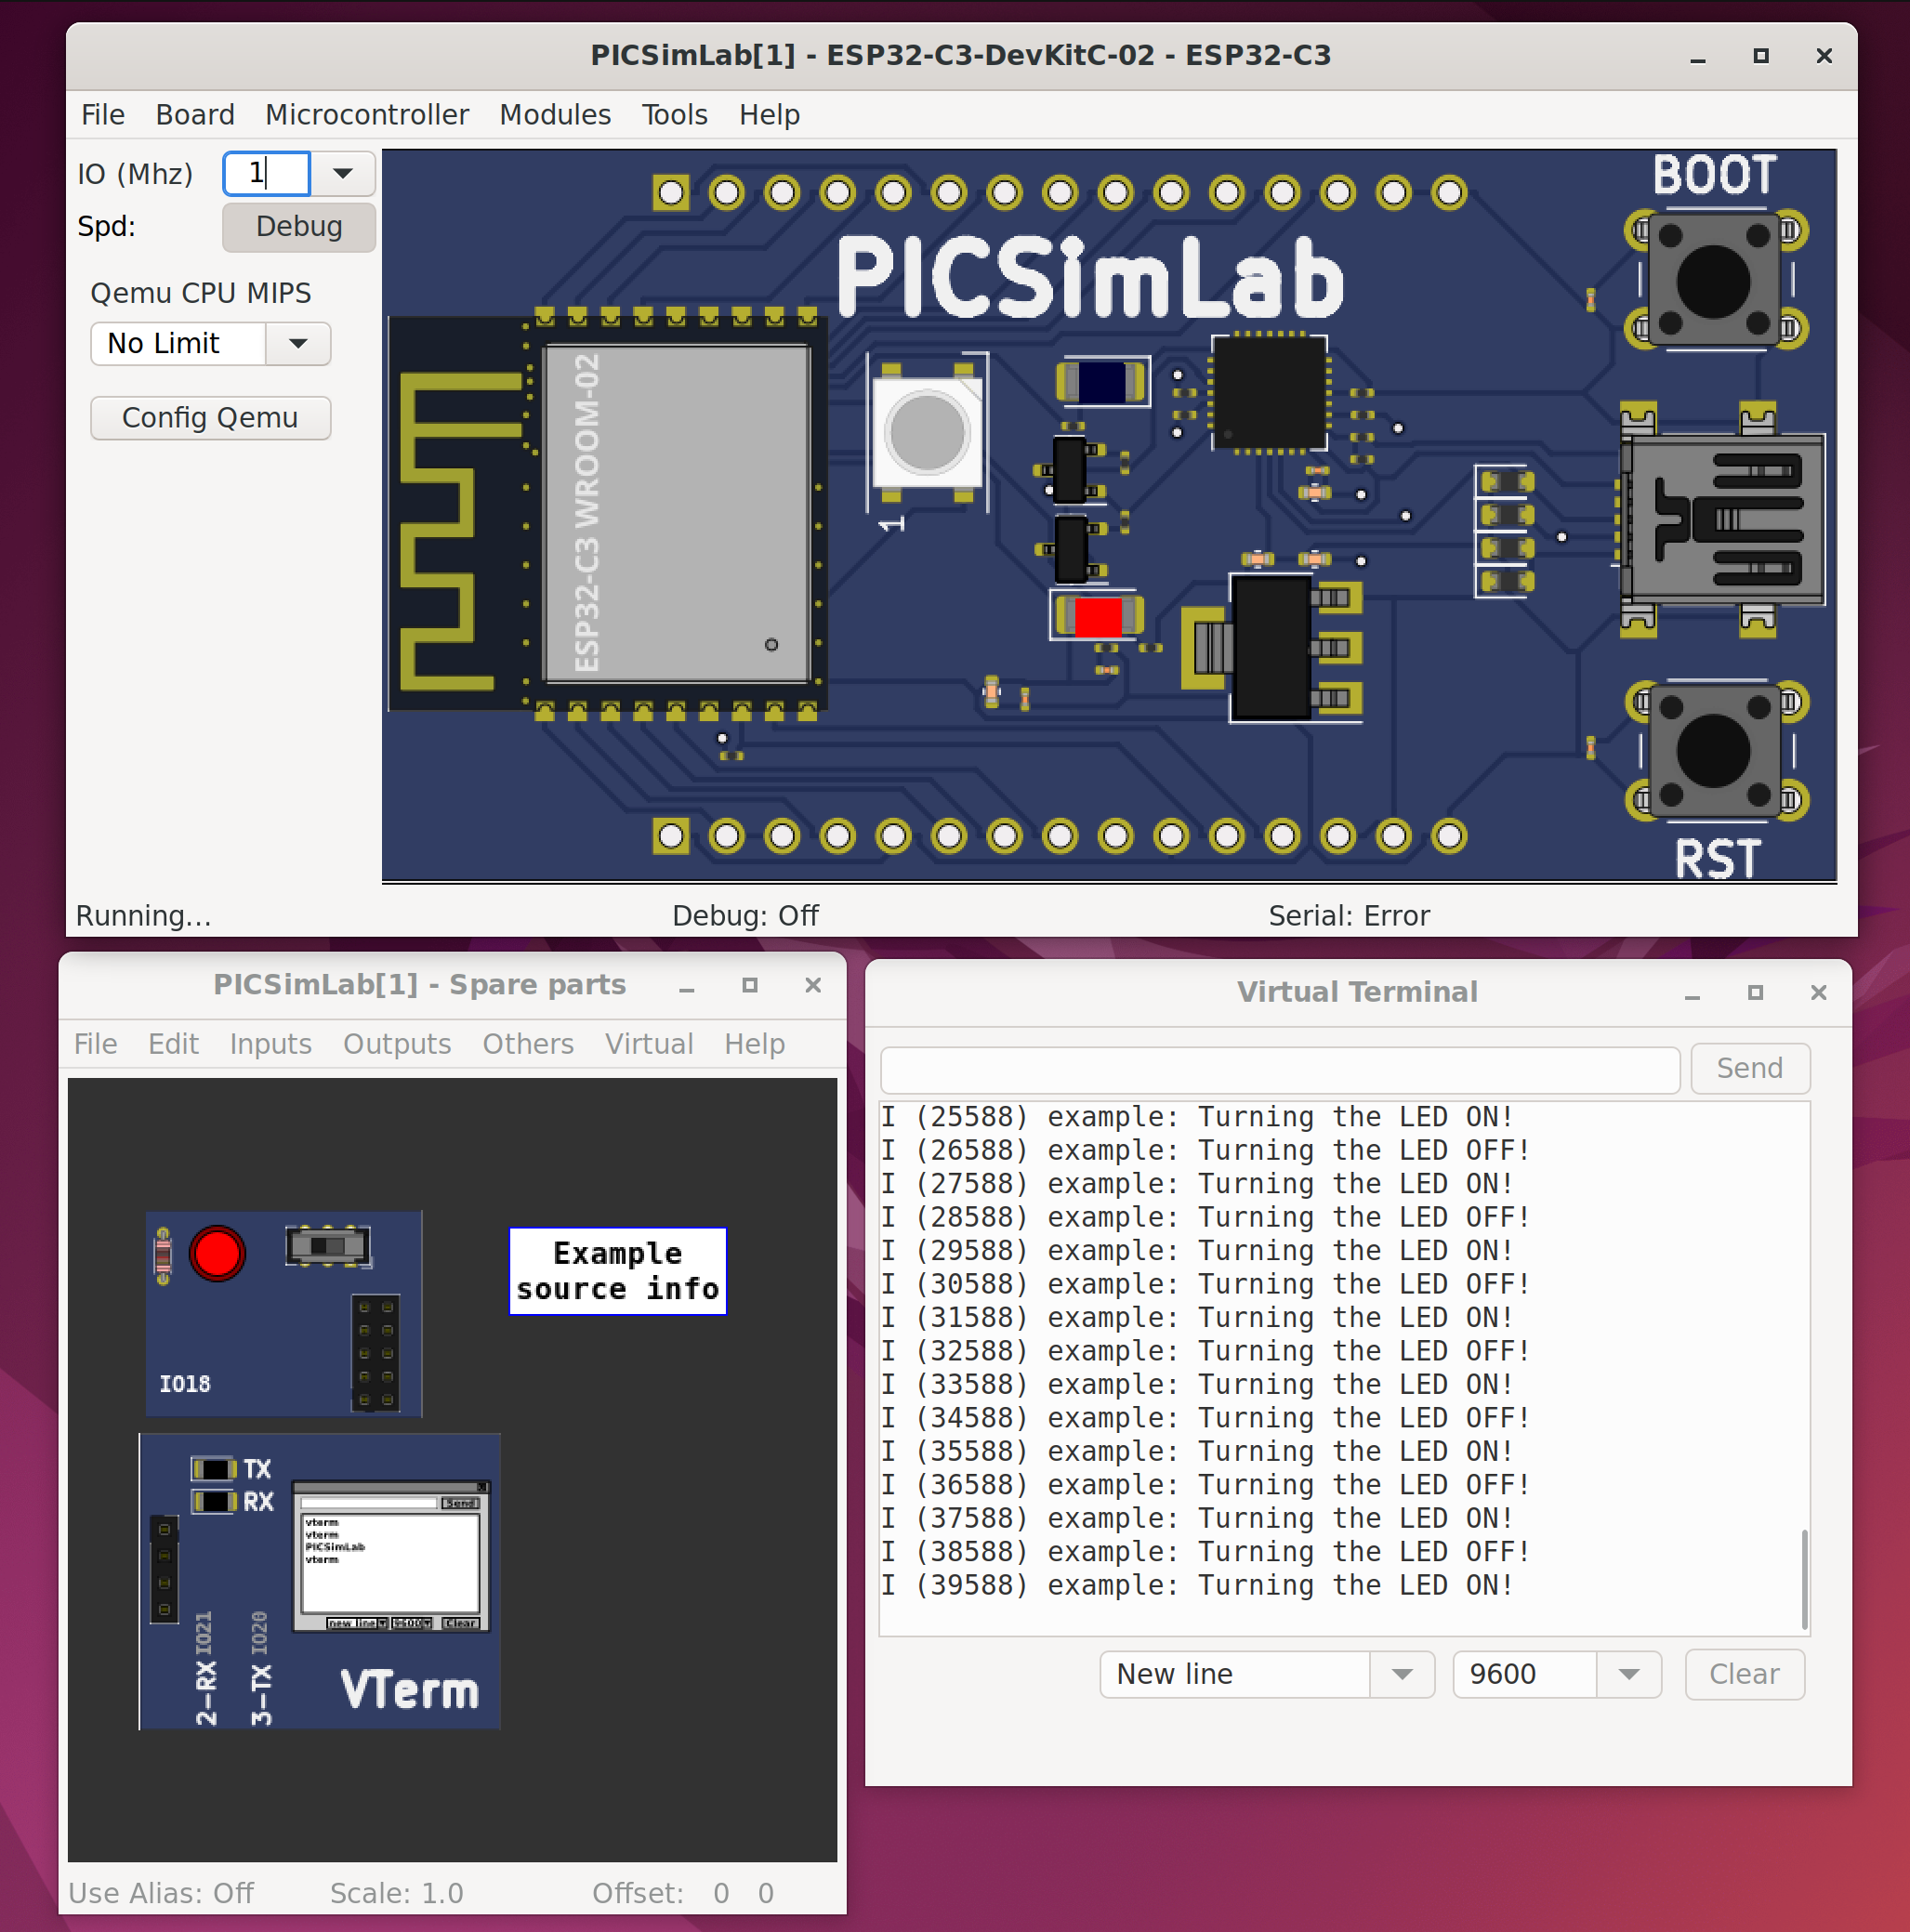 PICSimLab[1] - ESP32-C3-DevKitC-02 - ESP32-C3
File Board Microcontroller Modules Tools Help
IO (Mhz) 1
Spd: Debug
Qemu CPU MIPS
No Limit
Config Qemu
BOOT
PICSimLab
ESP32-C3 WROOM-02
1
RST
Running... Debug: Off Serial: Error
PICSimLab[1] - Spare parts
File Edit Inputs Outputs Others Virtual Help
Example
source info
IO18
TX
RX
Send
vterm
vterm
PICSimLab
vterm
new line 9600 Clear
2-RX IO21
3-TX IO20
VTerm
Use Alias: Off Scale: 1.0 Offset: 0 0
Virtual Terminal
Send
I (25588) example: Turning the LED ON!
I (26588) example: Turning the LED OFF!
I (27588) example: Turning the LED ON!
I (28588) example: Turning the LED OFF!
I (29588) example: Turning the LED ON!
I (30588) example: Turning the LED OFF!
I (31588) example: Turning the LED ON!
I (32588) example: Turning the LED OFF!
I (33588) example: Turning the LED ON!
I (34588) example: Turning the LED OFF!
I (35588) example: Turning the LED ON!
I (36588) example: Turning the LED OFF!
I (37588) example: Turning the LED ON!
I (38588) example: Turning the LED OFF!
I (39588) example: Turning the LED ON!
New line 9600 Clear